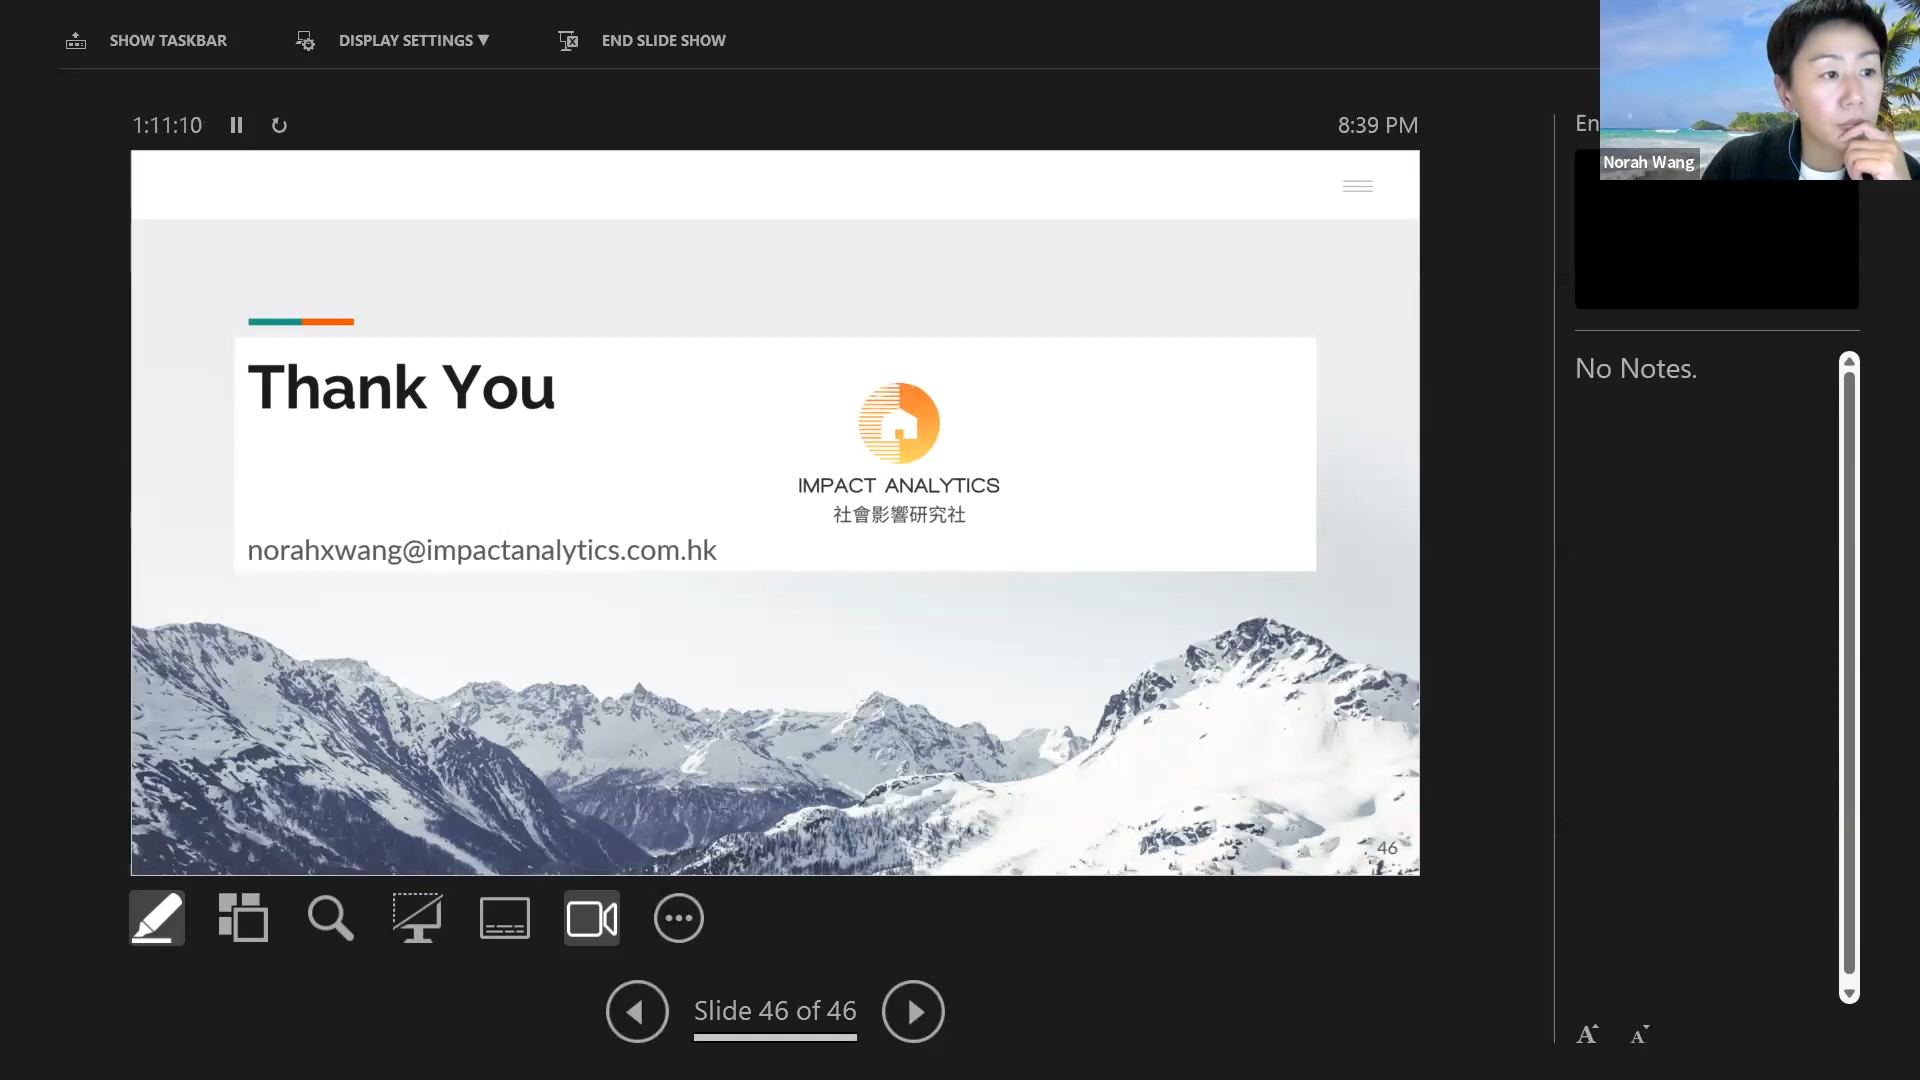 SHOW TASKBAR
DISPLAY SETTINGS ▼
END SLIDE SHOW
1:11:10
8:39 PM
En
Norah Wang
Thank You
IMPACT ANALYTICS
社會影響研究社
norahxwang@impactanalytics.com.hk
46
No Notes.
Slide 46 of 46
A A